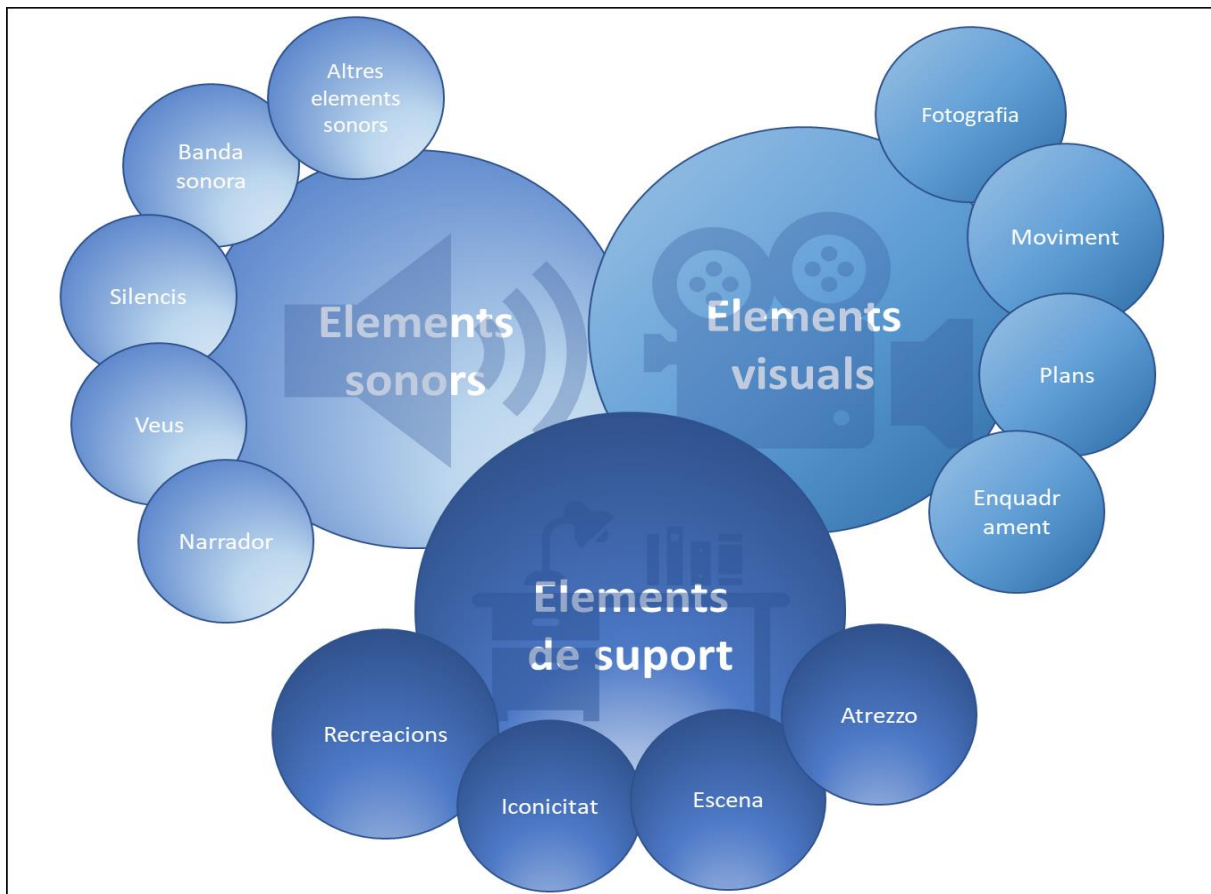 Altres
elements
sonors
Banda
sonora
Silencis
Veus
Narrador
Elements
sonors
Fotografia
Moviment
Plans
Enquadr
ament
Elements
visuals
Elements
de suport
Recreacions
Iconicitat
Escena
Atrezzo